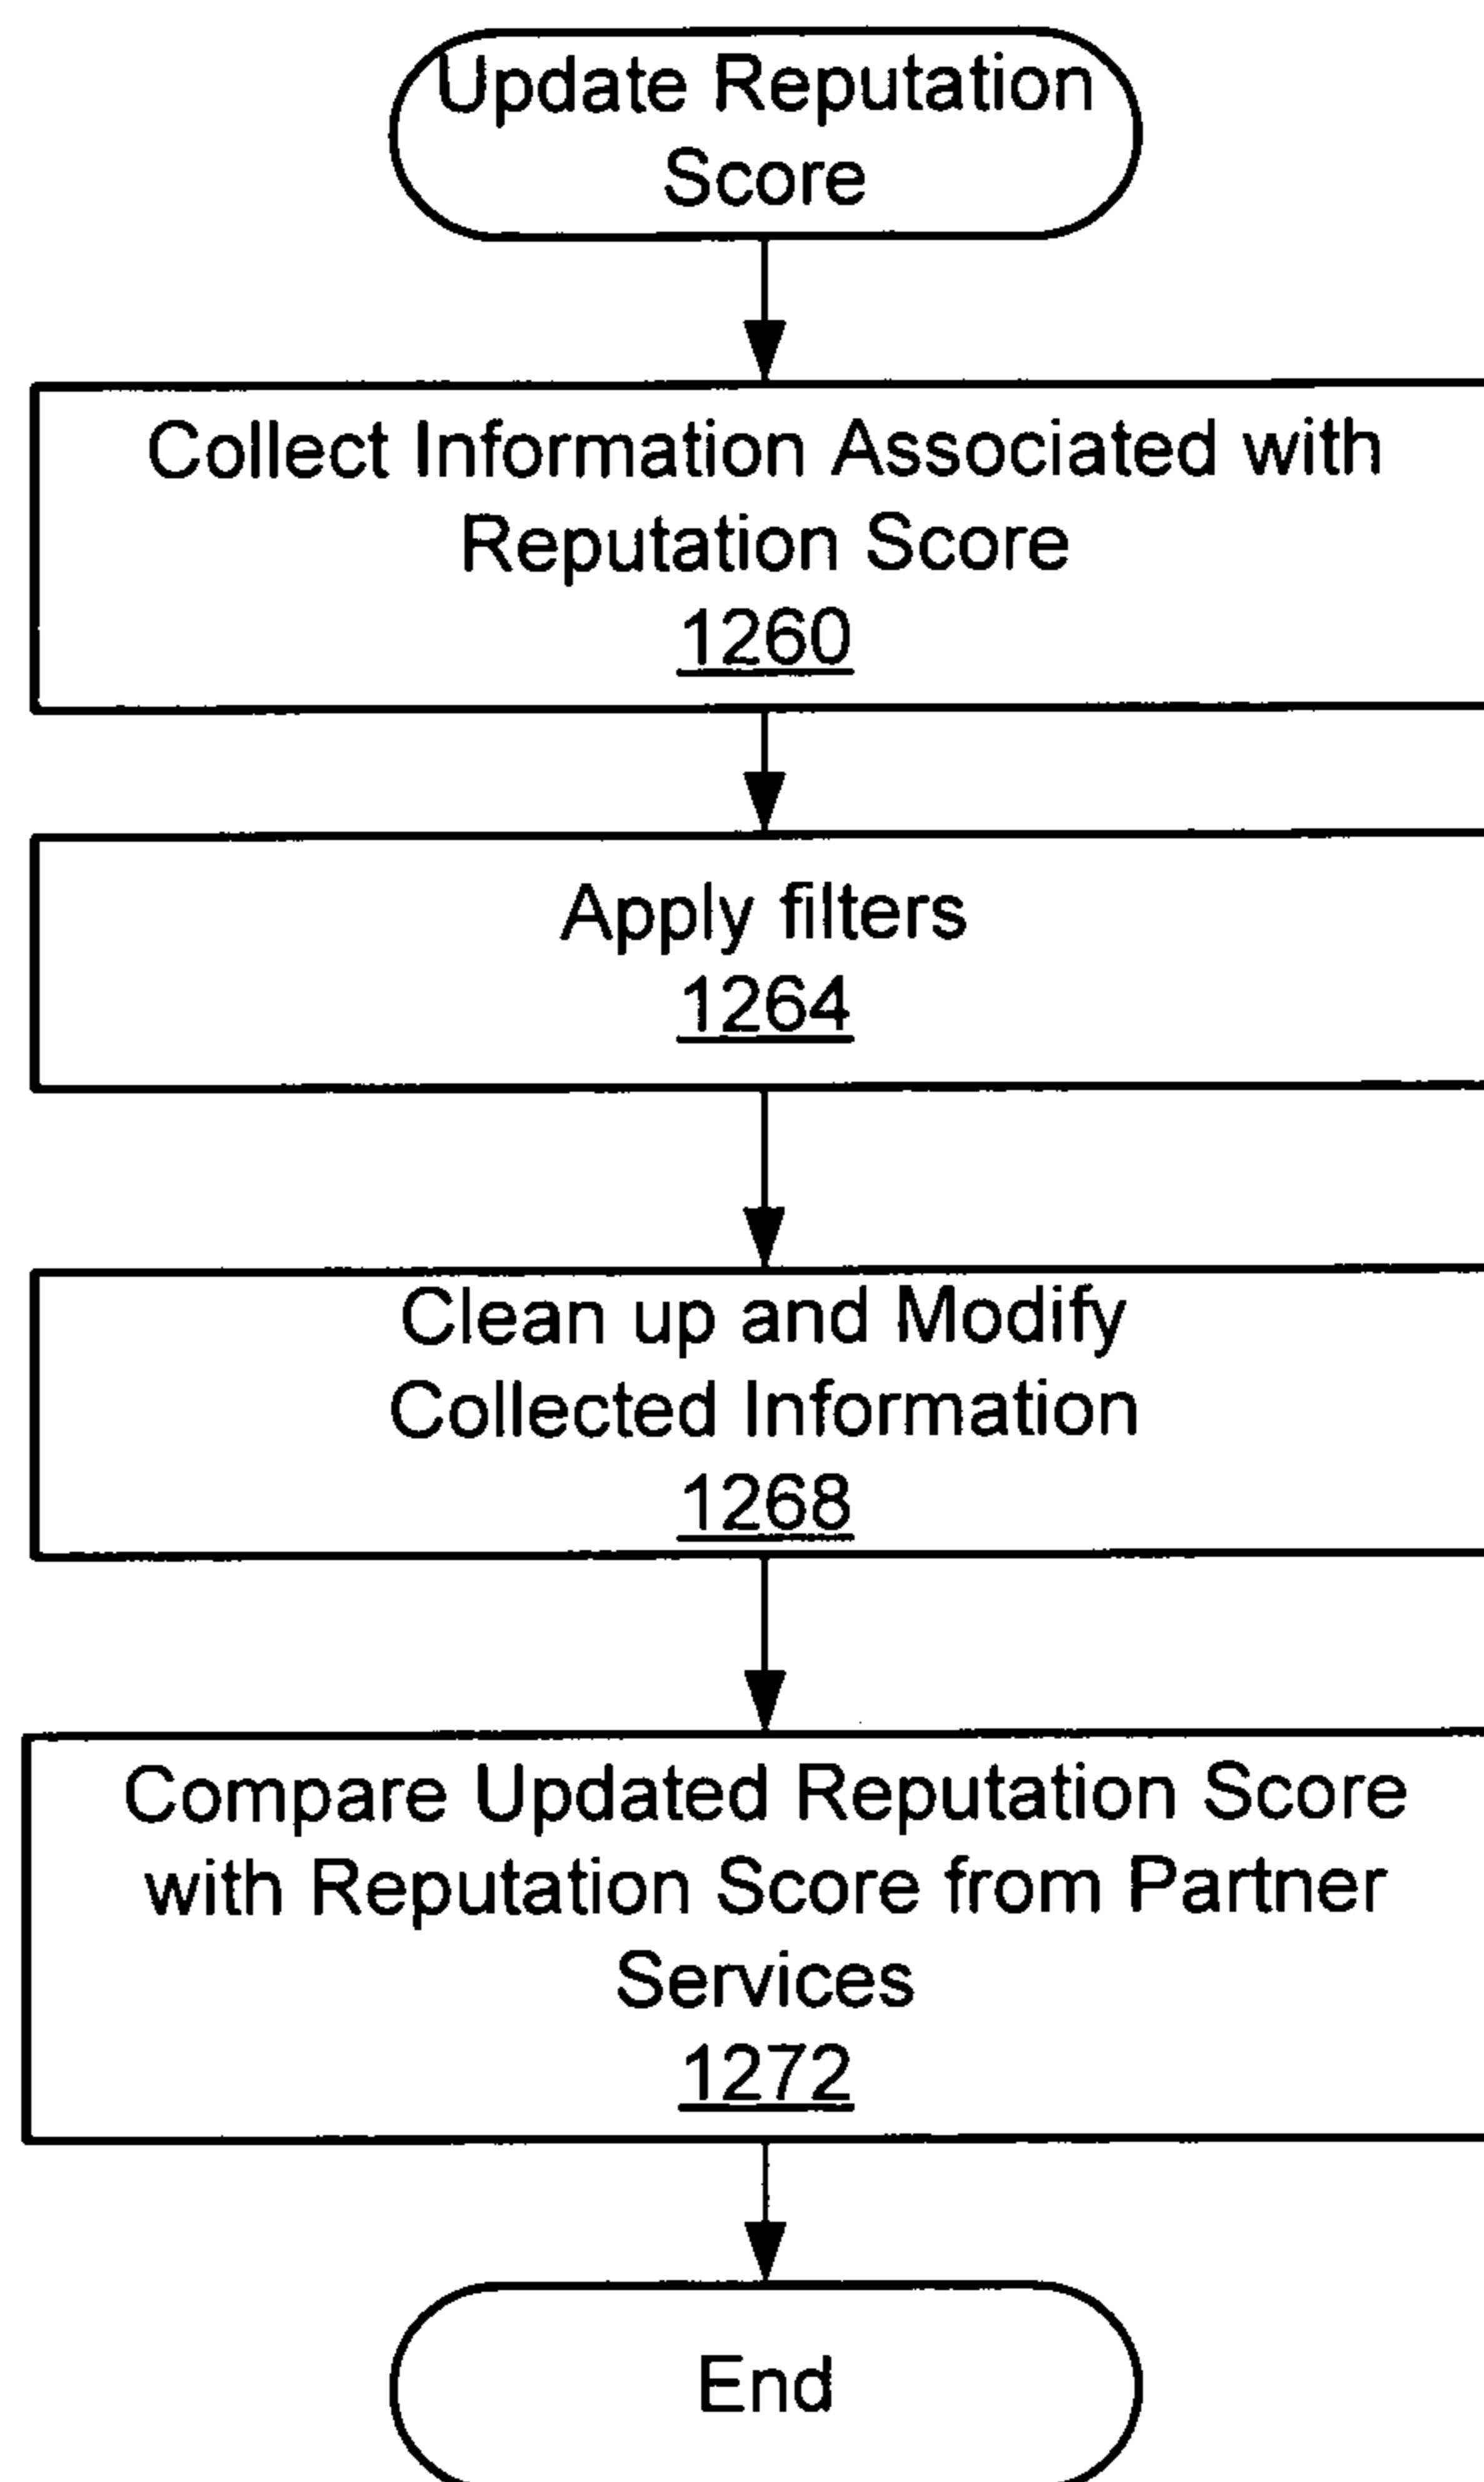 Update Reputation
Score
Collect Information Associated with
Reputation Score
1260
Apply filters
1264
Clean up and Modify
Collected Information
1268
Compare Updated Reputation Score
with Reputation Score from Partner
Services
1272
End